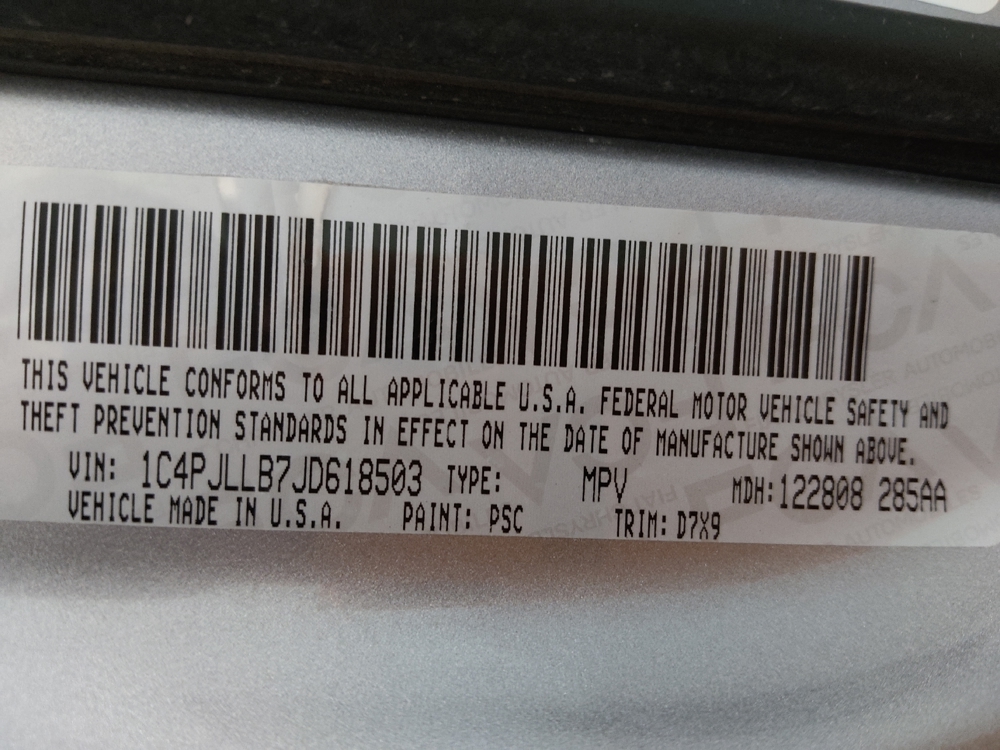 THIS VEHICLE CONFORMS TO ALL APPLICABLE U.S.A. FEDERAL MOTOR VEHICLE SAFETY AND
THEFT PREVENTION STANDARDS IN EFFECT ON THE DATE OF MANUFACTURE SHOWN ABOVE.
VIN: 1C4PJLLB7JD618503 TYPE: MPV MDH:122808 285AA
VEHICLE MADE IN U.S.A. PAINT: PSC TRIM: D7X9